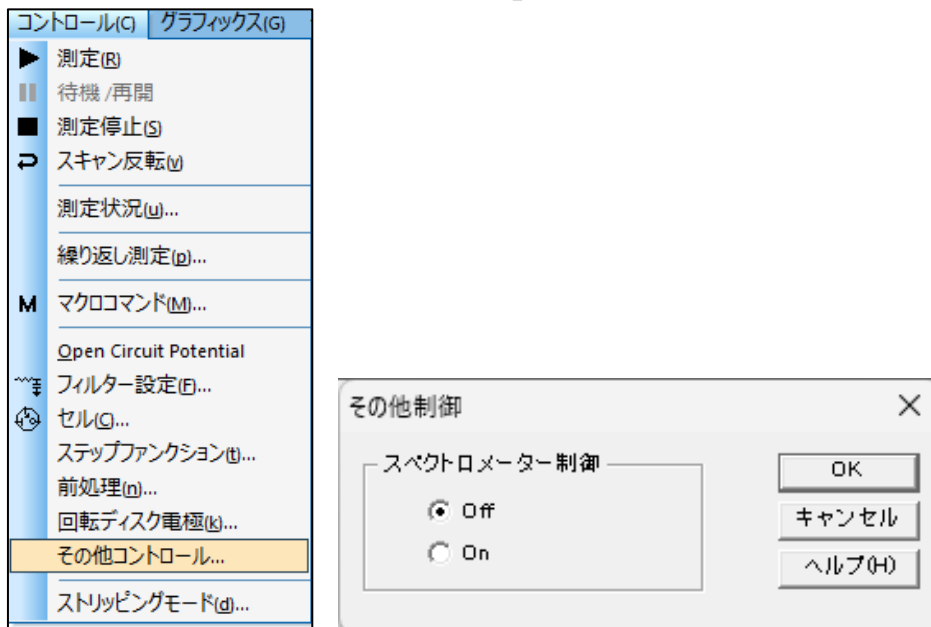 コントロール(C) グラフィックス(G)
測定(R)
待機 /再開
測定停止(S)
スキャン反転(v)
測定状況(u)...
繰り返し測定(p)...
M マクロコマンド(M)...
Open Circuit Potential
フィルター設定(F)...
セル(C)...
ステップファンクション(t)...
前処理(n)...
回転ディスク電極(k)...
その他コントロール...
ストリッピングモード(d)...
その他制御
スペクトロメーター制御
Off
On
OK
キャンセル
ヘルプ(H)